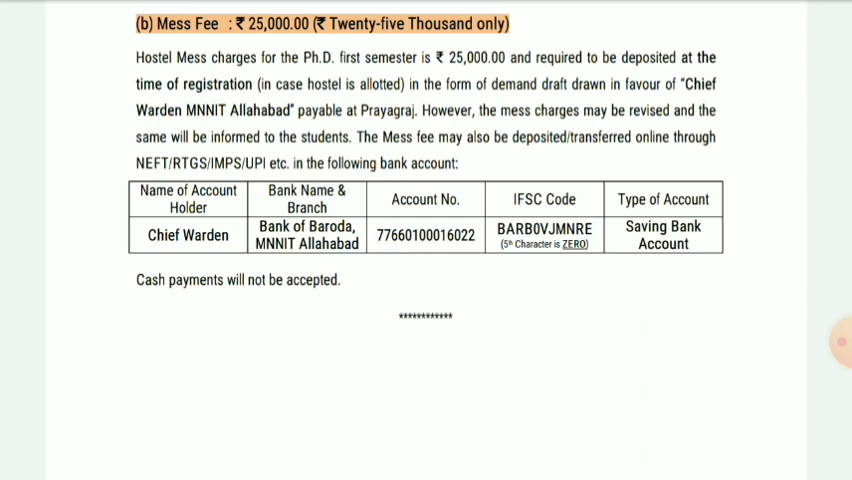 (b) Mess Fee : ₹ 25,000.00 (₹ Twenty-five Thousand only)
Hostel Mess charges for the Ph.D. first semester is ₹ 25,000.00 and required to be deposited at the
time of registration (in case hostel is allotted) in the form of demand draft drawn in favour of "Chief
Warden MNNIT Allahabad" payable at Prayagraj. However, the mess charges may be revised and the
same will be informed to the students. The Mess fee may also be deposited/transferred online through
NEFT/RTGS/IMPS/UPI etc. in the following bank account:
Name of Account Holder
Bank Name & Branch
Account No.
IFSC Code
Type of Account
Chief Warden
Bank of Baroda, MNNIT Allahabad
77660100016022
BARB0VJMNRE
(5th Character is ZERO)
Saving Bank Account
Cash payments will not be accepted.
************